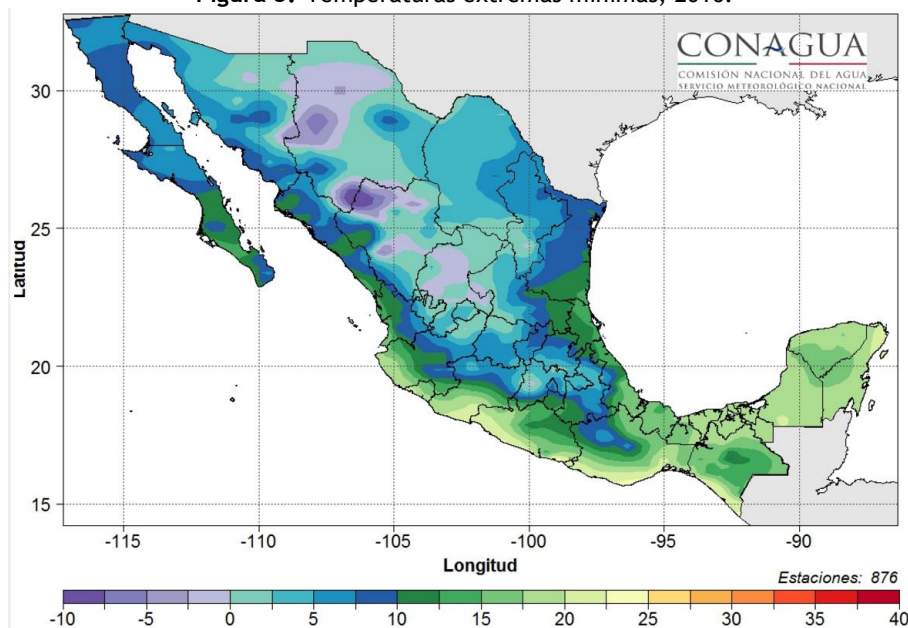 Figura Temperaturas extremas mínimas,
CONAGUA
COMISIÓN NACIONAL DEL AGUA
SERVICIO METEOROLÓGICO NACIONAL
30
25
20
15
Latitud
-115 -110 -105 -100 -95 -90
Longitud
Estaciones: 876
-10 -5 0 5 10 15 20 25 30 35 40